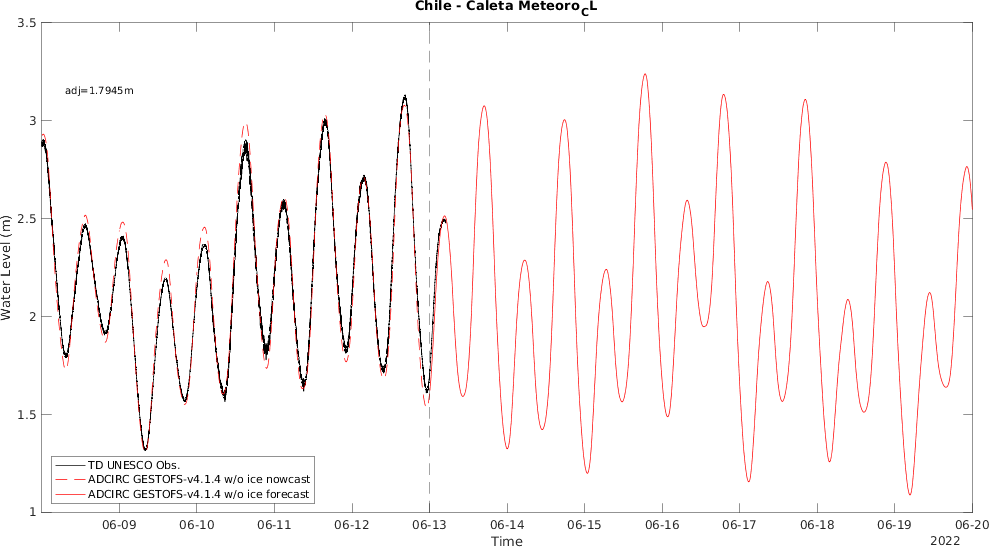 Chile - Caleta Meteoro_CL
3.5
adj=1.7945m
3
2.5
Water Level (m)
2
1.5
TD UNESCO Obs.
ADCIRC GESTOFS-v4.1.4 w/o ice nowcast
ADCIRC GESTOFS-v4.1.4 w/o ice forecast
1
06-09 06-10 06-11 06-12 06-13 06-14 06-15 06-16 06-17 06-18 06-19 06-20
Time
2022